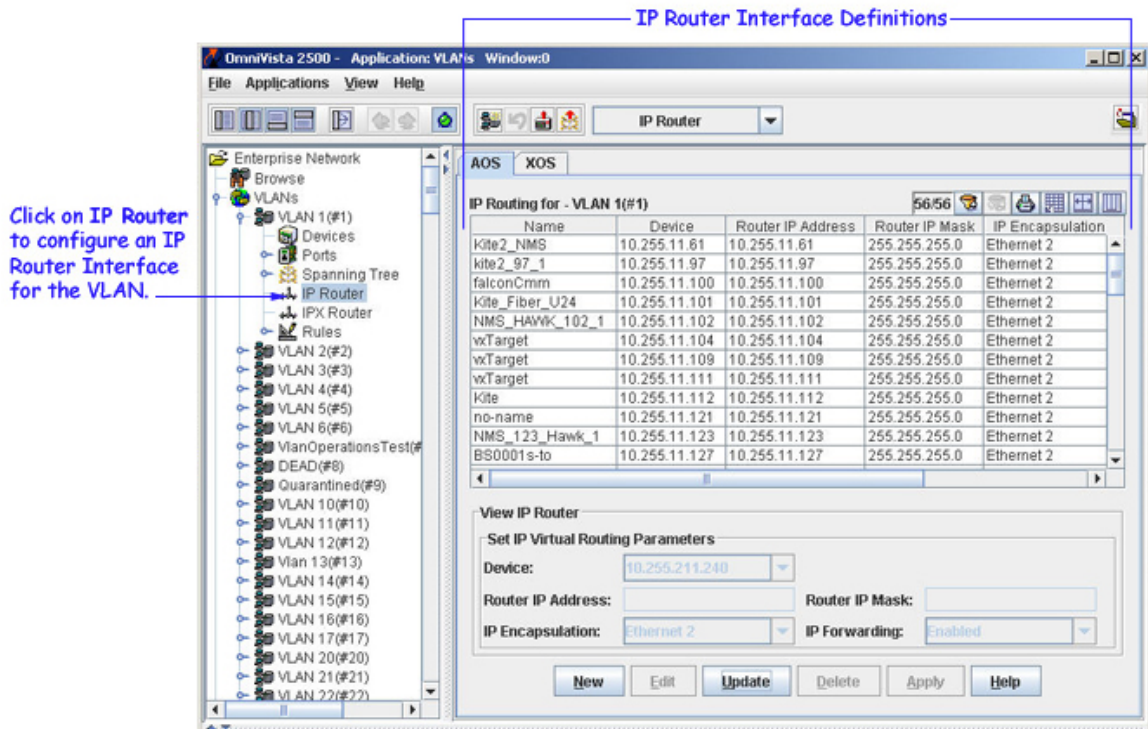 IP Router Interface Definitions
OmniVista 2500 - Application: VLANs Window:0
File Applications View Help
IP Router
Click on IP Router
to configure an IP
Router Interface
for the VLAN.
Enterprise Network
Browse
VLANs
VLAN 1(#1)
Devices
Ports
Spanning Tree
IP Router
IPX Router
Rules
VLAN 2(#2)
VLAN 3(#3)
VLAN 4(#4)
VLAN 5(#5)
VLAN 6(#6)
VlanOperationsTest(#
DEAD(#8)
Quarantined(#9)
VLAN 10(#10)
VLAN 11(#11)
VLAN 12(#12)
Vlan 13(#13)
VLAN 14(#14)
VLAN 15(#15)
VLAN 16(#16)
VLAN 17(#17)
VLAN 20(#20)
VLAN 21(#21)
VLAN 22(#22)
AOS XOS
IP Routing for - VLAN 1(#1) 56/56
Name Device Router IP Address Router IP Mask IP Encapsulation
Kite2_NMS 10.255.11.61 10.255.11.61 255.255.255.0 Ethernet 2
kite2_97_1 10.255.11.97 10.255.11.97 255.255.255.0 Ethernet 2
falconCmm 10.255.11.100 10.255.11.100 255.255.255.0 Ethernet 2
Kite_Fiber_U24 10.255.11.101 10.255.11.101 255.255.255.0 Ethernet 2
NMS_HAWK_102_1 10.255.11.102 10.255.11.102 255.255.255.0 Ethernet 2
vxTarget 10.255.11.104 10.255.11.104 255.255.255.0 Ethernet 2
vxTarget 10.255.11.109 10.255.11.109 255.255.255.0 Ethernet 2
vxTarget 10.255.11.111 10.255.11.111 255.255.255.0 Ethernet 2
Kite 10.255.11.112 10.255.11.112 255.255.255.0 Ethernet 2
no-name 10.255.11.121 10.255.11.121 255.255.255.0 Ethernet 2
NMS_123_Hawk_1 10.255.11.123 10.255.11.123 255.255.255.0 Ethernet 2
BS0001s-to 10.255.11.127 10.255.11.127 255.255.255.0 Ethernet 2
View IP Router
Set IP Virtual Routing Parameters
Device: 10.255.211.240
Router IP Address: Router IP Mask:
IP Encapsulation: Ethernet 2 IP Forwarding: Enabled
New Edit Update Delete Apply Help